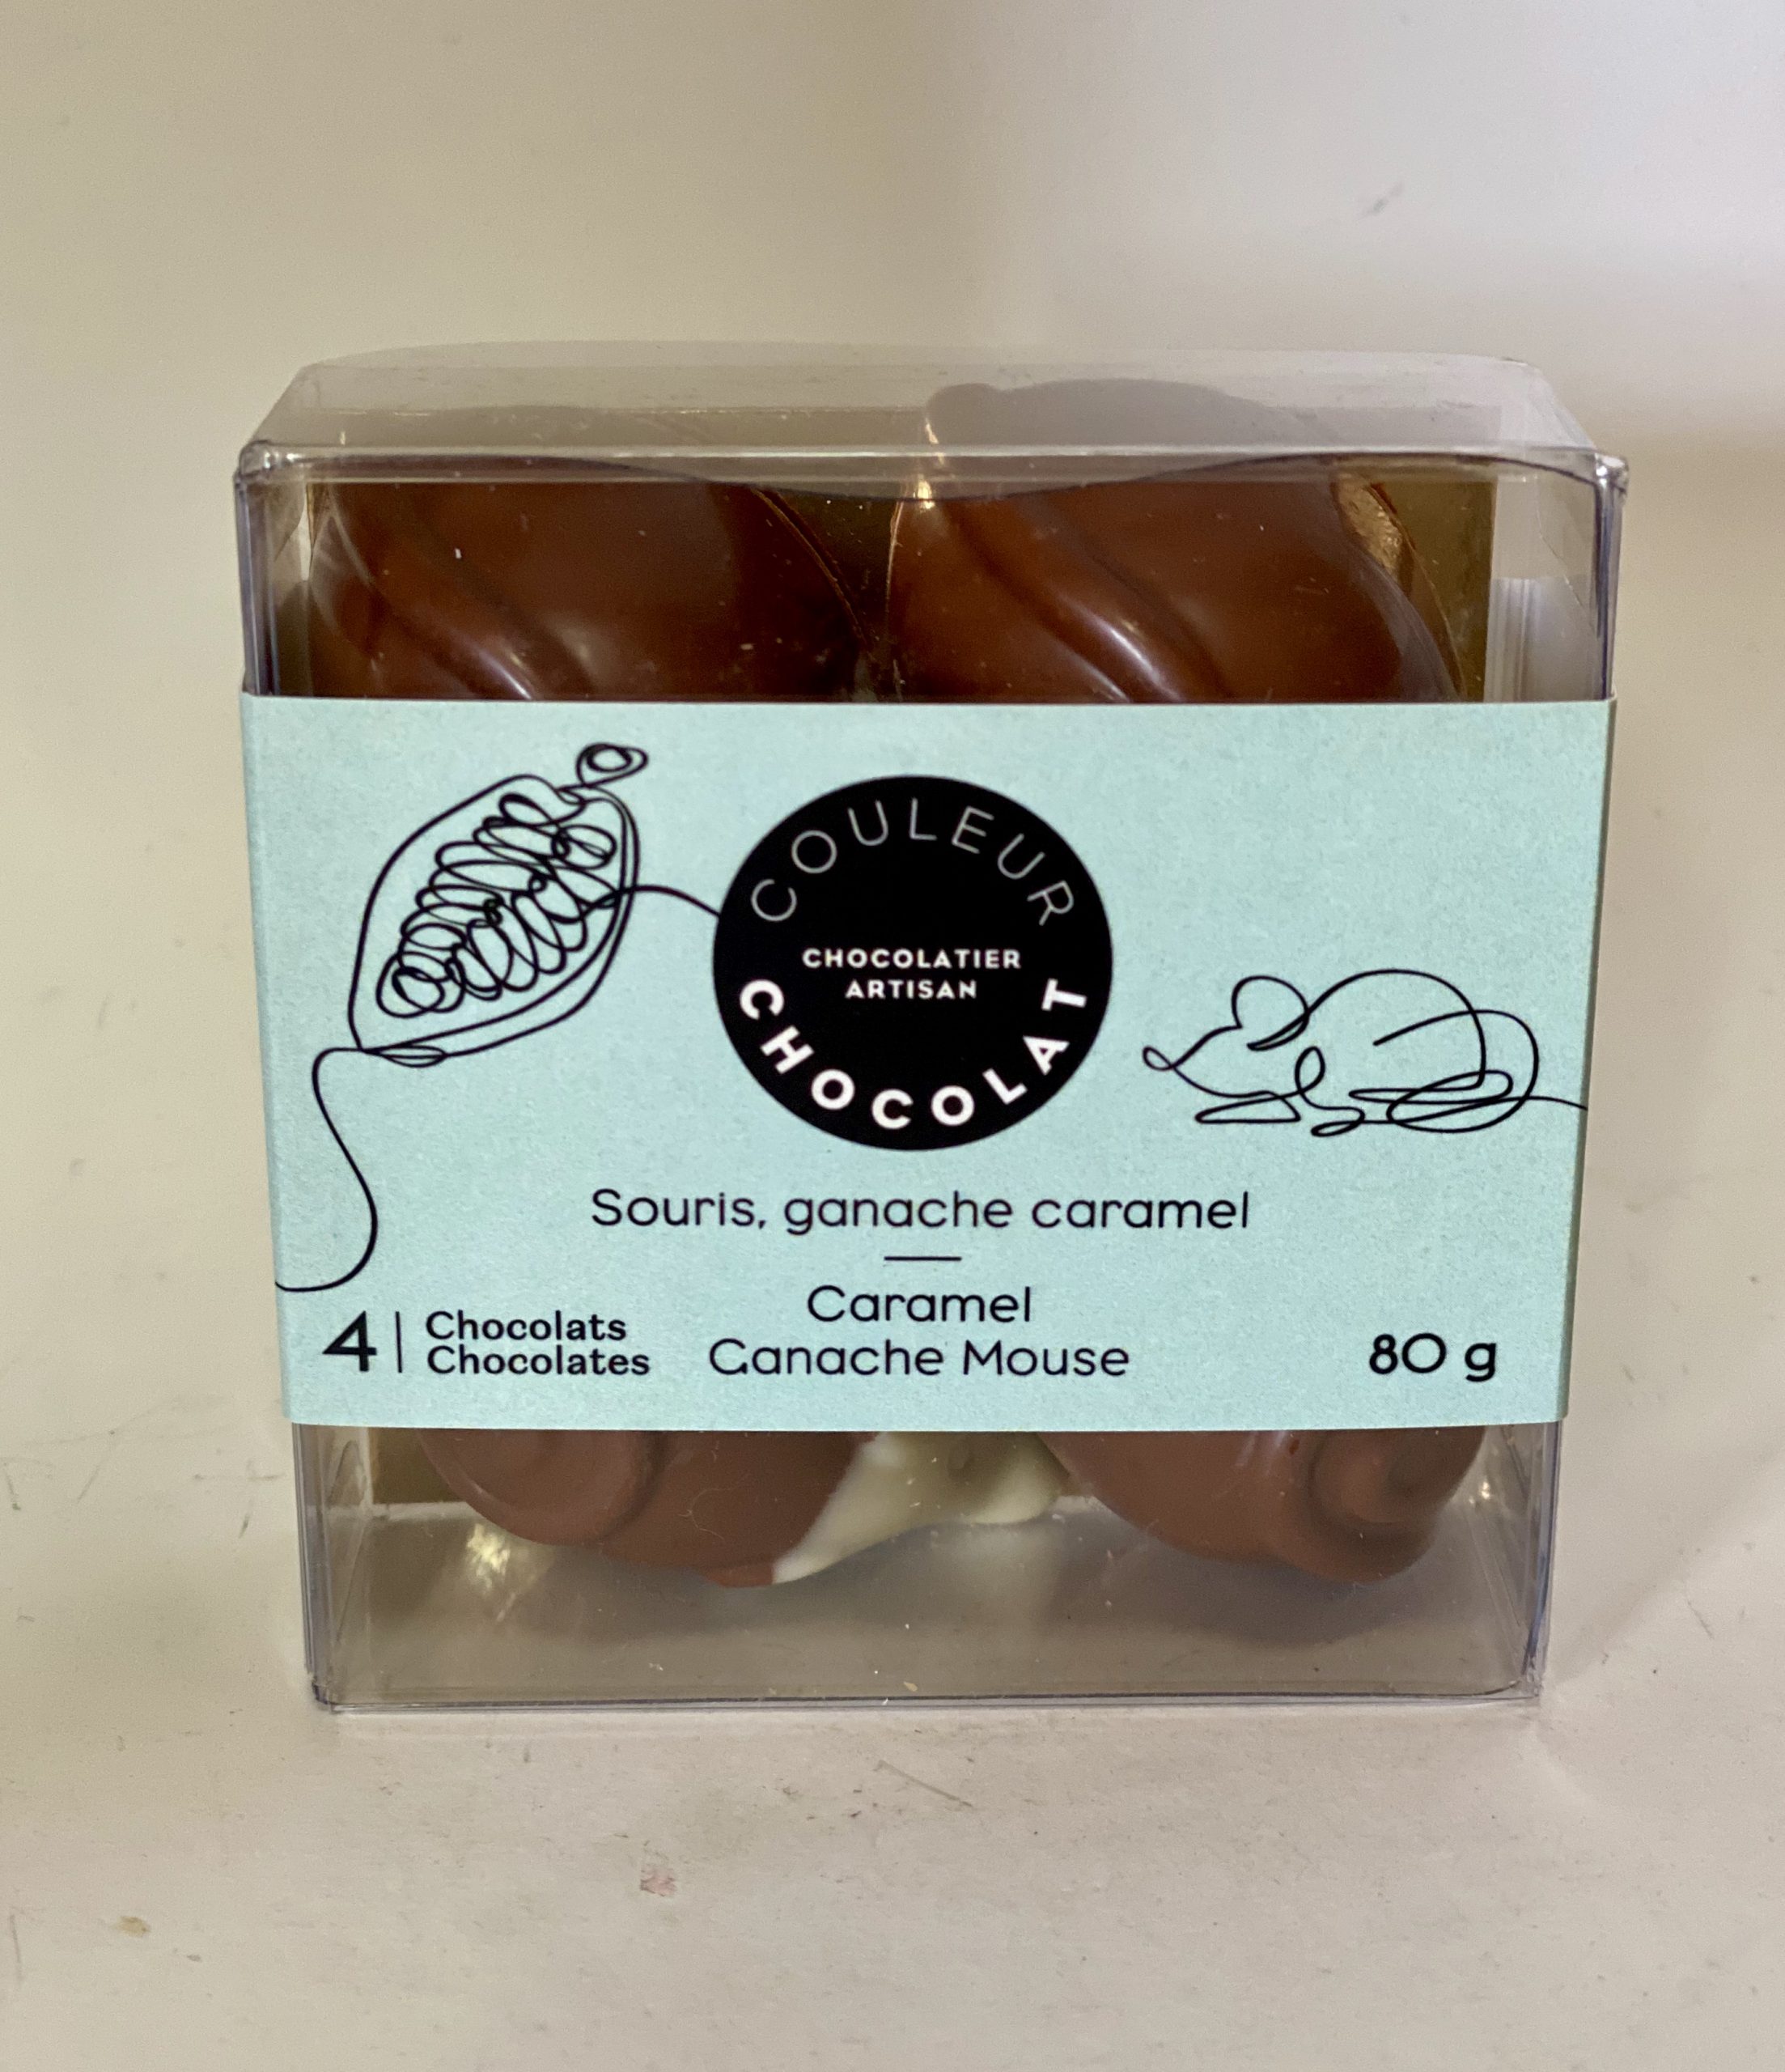 COULEUR
CHOCOLATIER
ARTISAN
CHOCOLAT
Souris, ganache caramel
Caramel
Ganache Mouse
4 | Chocolats
Chocolates
80 g